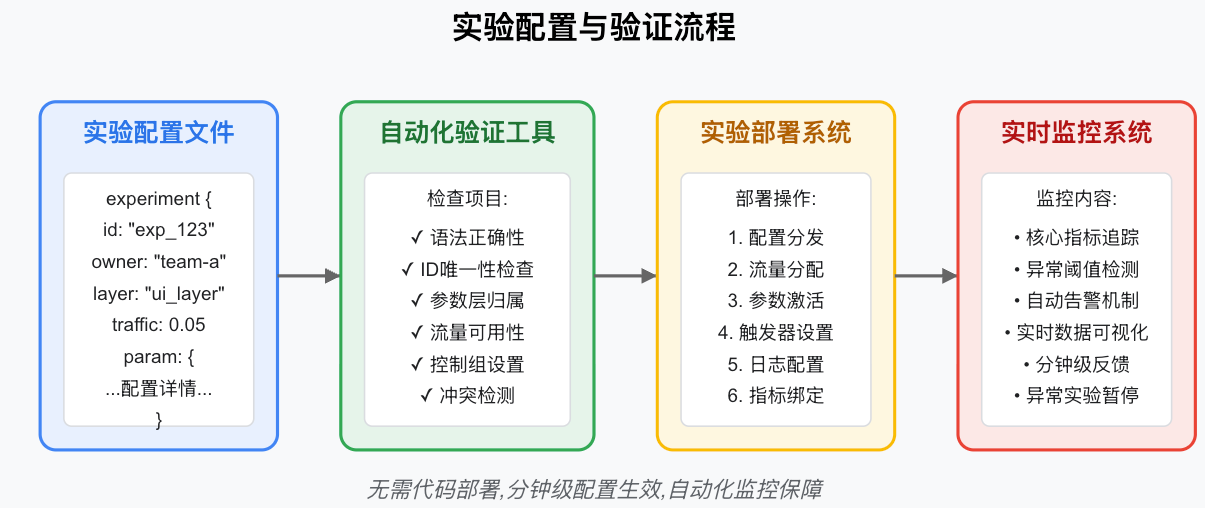 实验配置与验证流程
实验配置文件
experiment {
id: "exp_123"
owner: "team-a"
layer: "ui_layer"
traffic: 0.05
param: {
...配置详情...
}
自动化验证工具
检查项目:
✓ 语法正确性
✓ ID唯一性检查
✓ 参数层归属
✓ 流量可用性
✓ 控制组设置
✓ 冲突检测
实验部署系统
部署操作:
1. 配置分发
2. 流量分配
3. 参数激活
4. 触发器设置
5. 日志配置
6. 指标绑定
实时监控系统
监控内容:
• 核心指标追踪
• 异常阈值检测
• 自动告警机制
• 实时数据可视化
• 分钟级反馈
• 异常实验暂停
无需代码部署,分钟级配置生效,自动化监控保障